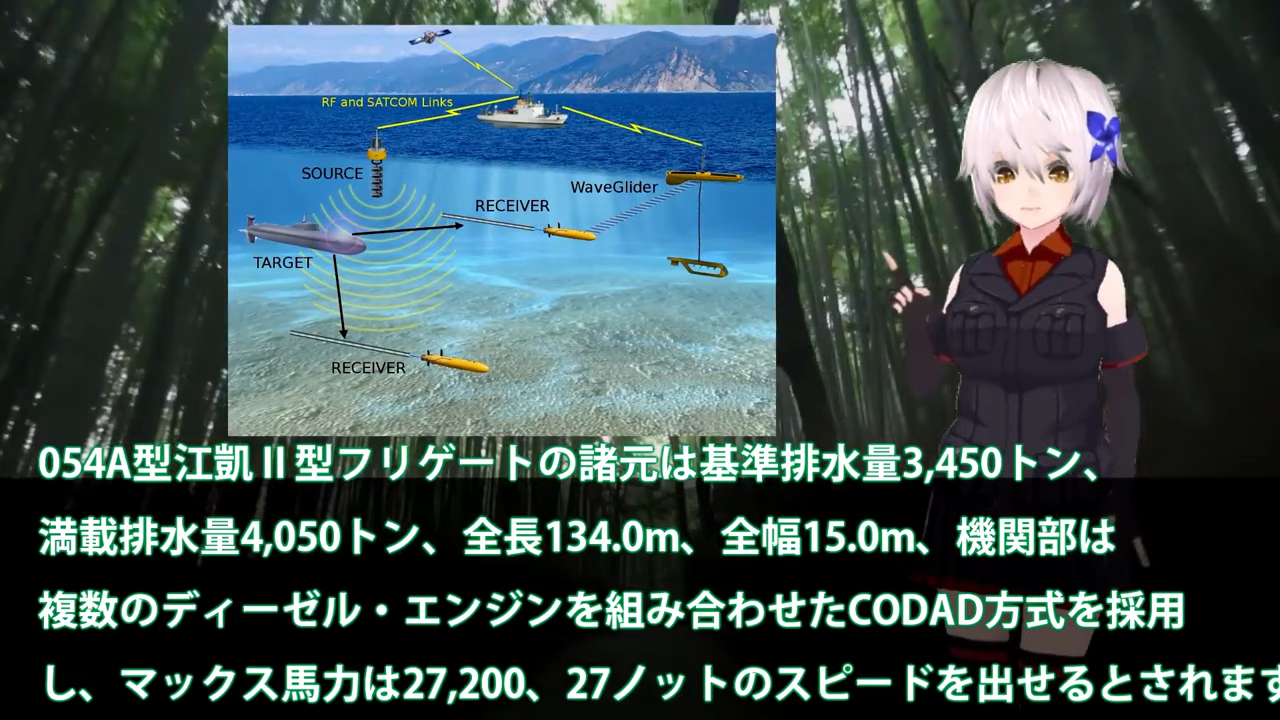 RF and SATCOM Links
SOURCE
WaveGlider
RECEIVER
TARGET
RECEIVER
054A型江凱Ⅱ型フリゲートの諸元は基準排水量3,450トン、
満載排水量4,050トン、全長134.0m、全幅15.0m、機関部は
複数のディーゼル・エンジンを組み合わせたCODAD方式を採用
し、マックス馬力は27,200、27ノットのスピードを出せるとされます